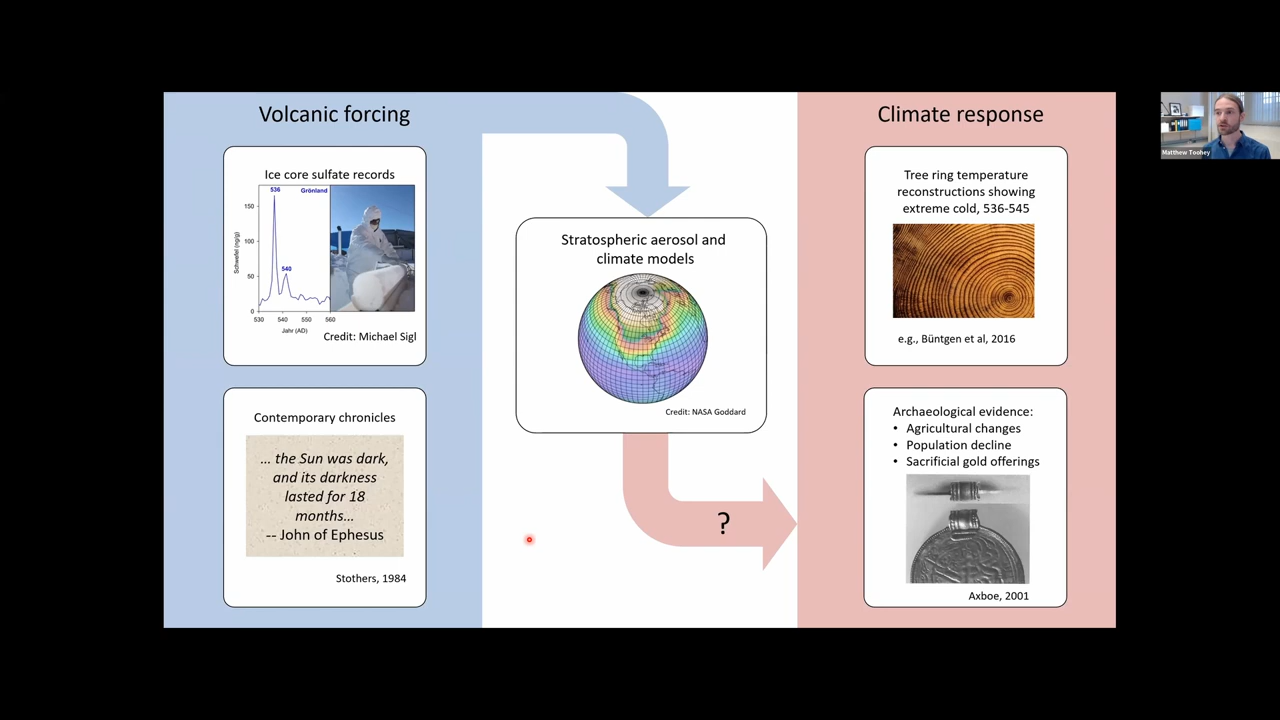 Volcanic forcing
Ice core sulfate records
536
Grönland
150
100
50
0
540
Schwefel (ng/g)
530
540
550
560
Jahr (AD)
Credit: Michael Sigl
Contemporary chronicles
… the Sun was dark,
and its darkness
lasted for 18
months…
-- John of Ephesus
Stothers, 1984
Stratospheric aerosol and
climate models
Credit: NASA Goddard
?
Climate response
Tree ring temperature
reconstructions showing
extreme cold, 536-545
e.g., Büntgen et al, 2016
Archaeological evidence:
• Agricultural changes
• Population decline
• Sacrificial gold offerings
Axboe, 2001
Matthew Toohey